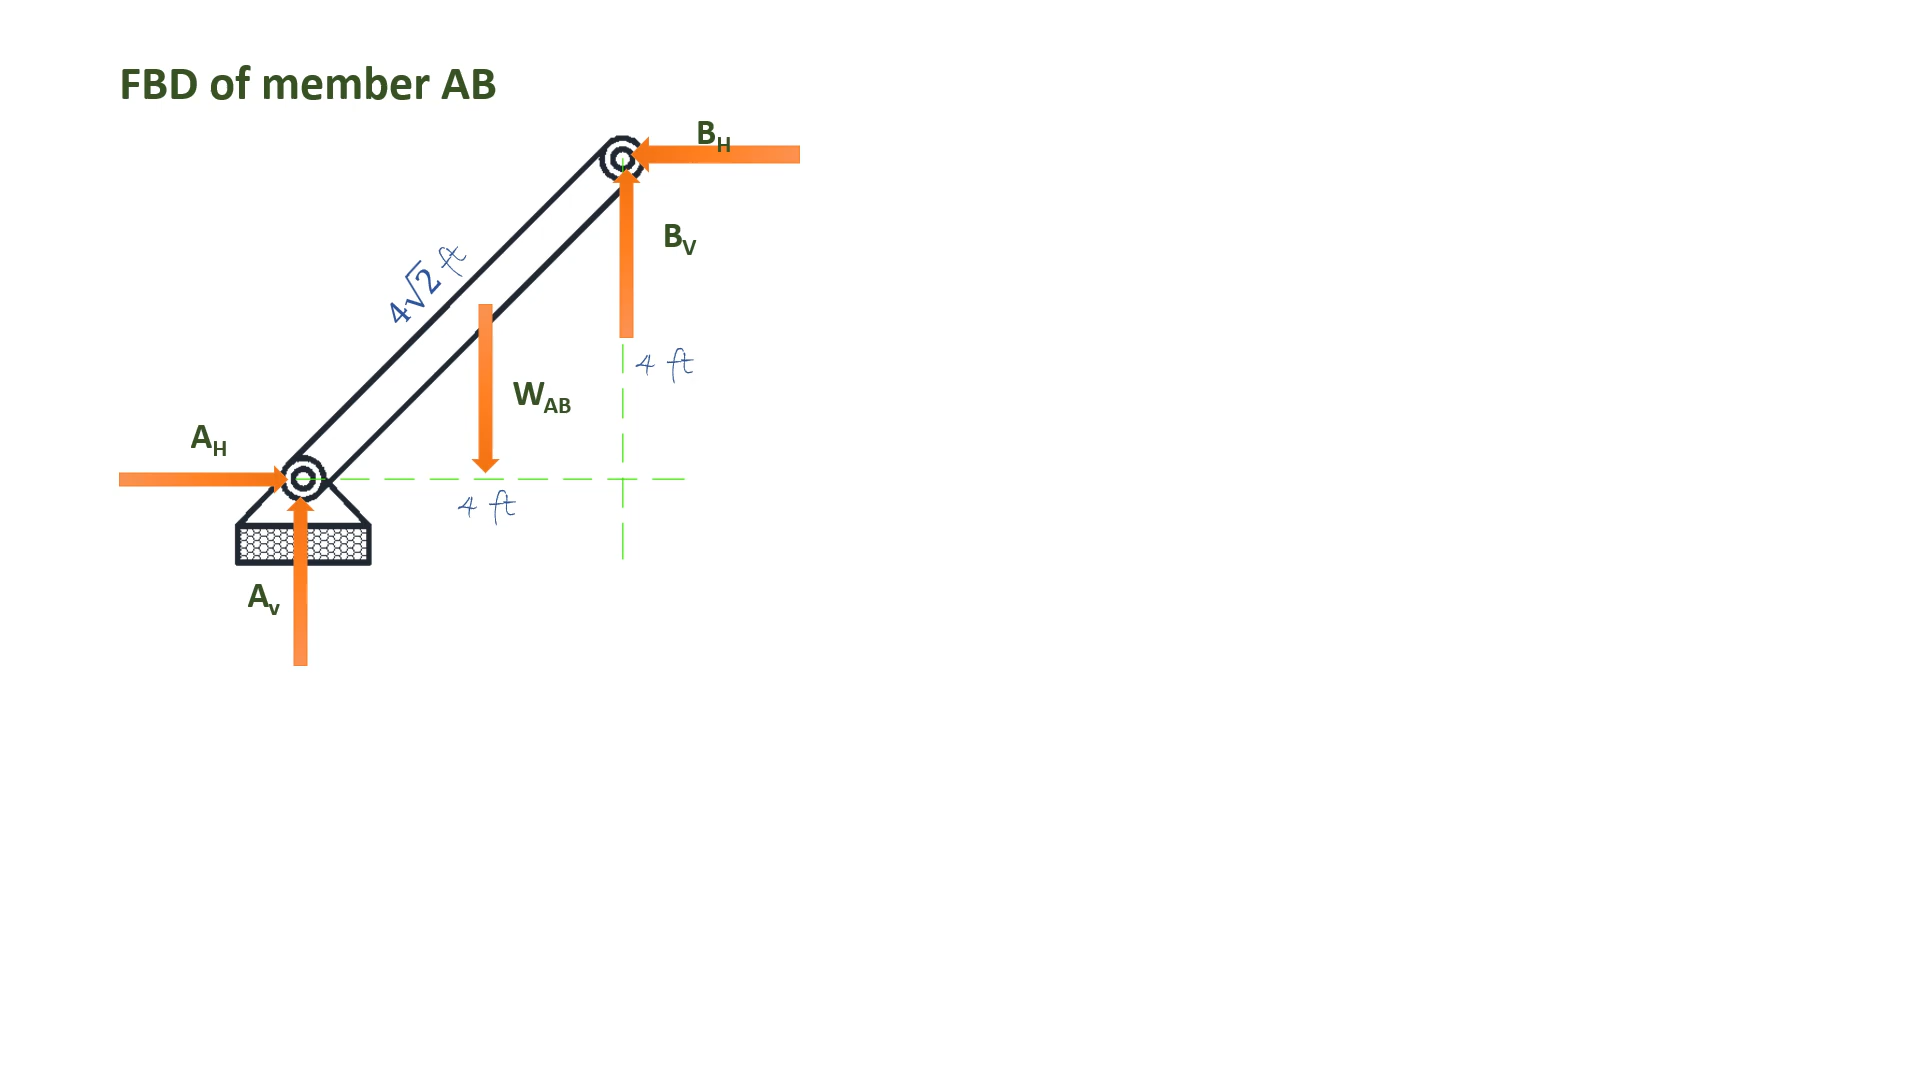 FBD of member AB
B_H
B_V
4√2 ft
4 ft
W_AB
A_H
4 ft
A_v